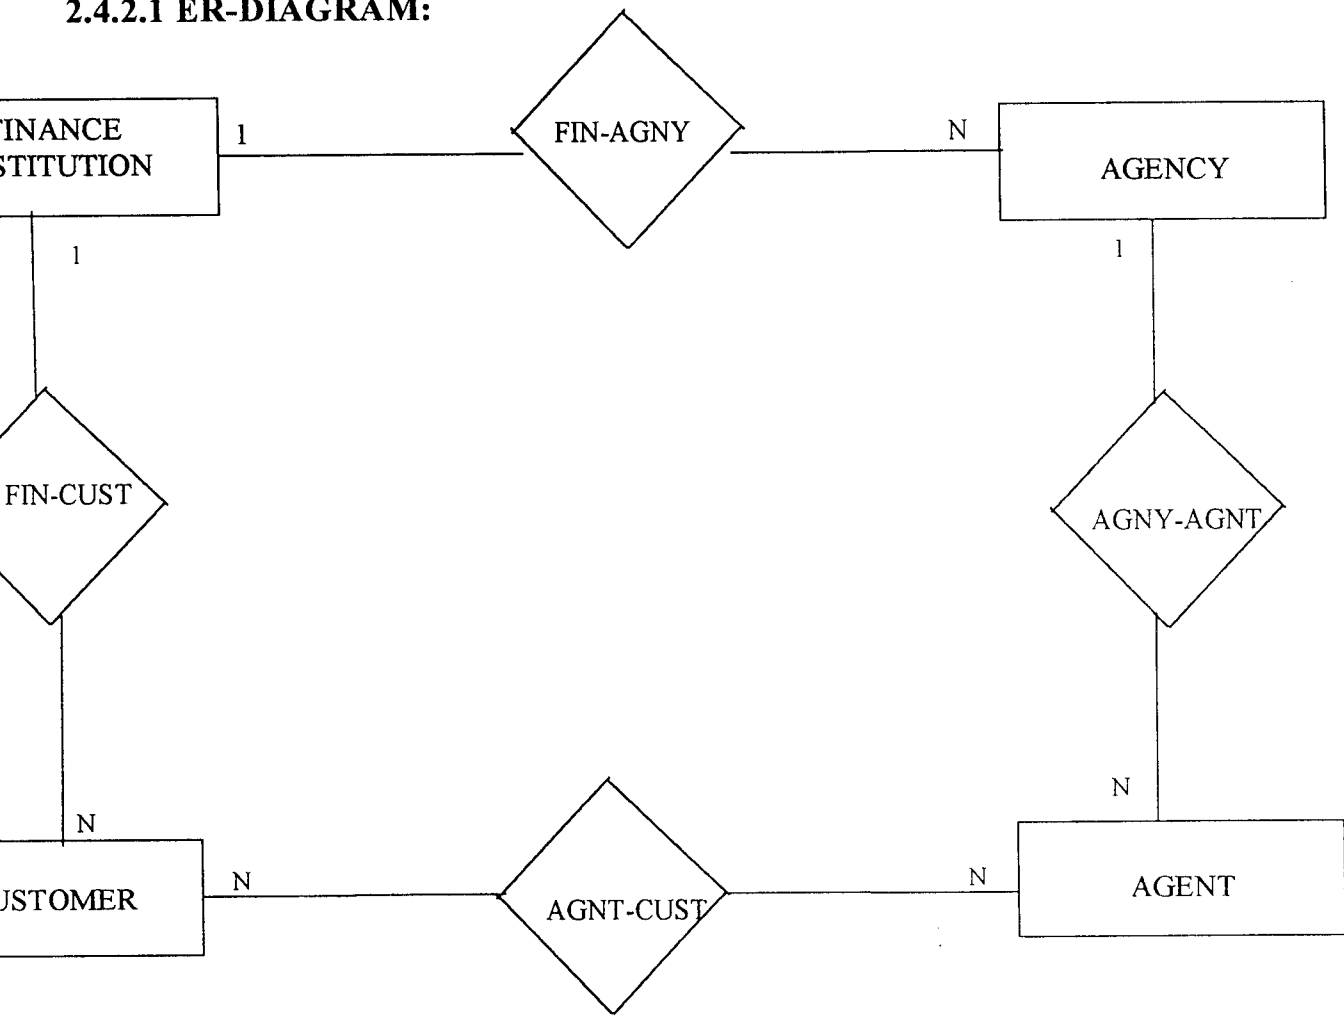 2.4.2.1 ER-DIAGRAM:
FINANCE
STITUTION
1
FIN-AGNY
N
AGENCY
1
1
FIN-CUST
AGNY-AGNT
N
N
USTOMER
N
AGNT-CUST
N
AGENT